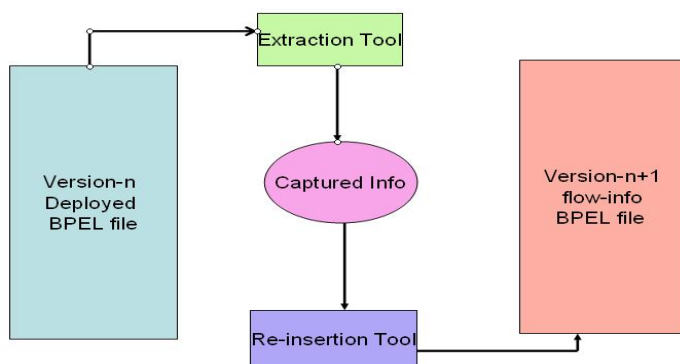 Extraction Tool
Version-n
Deployed
BPEL file
Captured Info
Version-n+1
flow-info
BPEL file
Re-insertion Tool